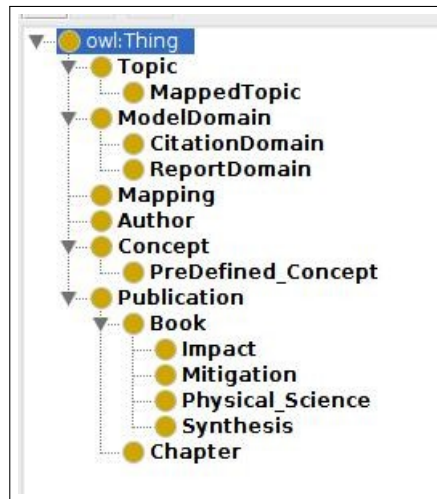 owl:Thing
Topic
MappedTopic
ModelDomain
CitationDomain
ReportDomain
Mapping
Author
Concept
PreDefined_Concept
Publication
Book
Impact
Mitigation
Physical_Science
Synthesis
Chapter